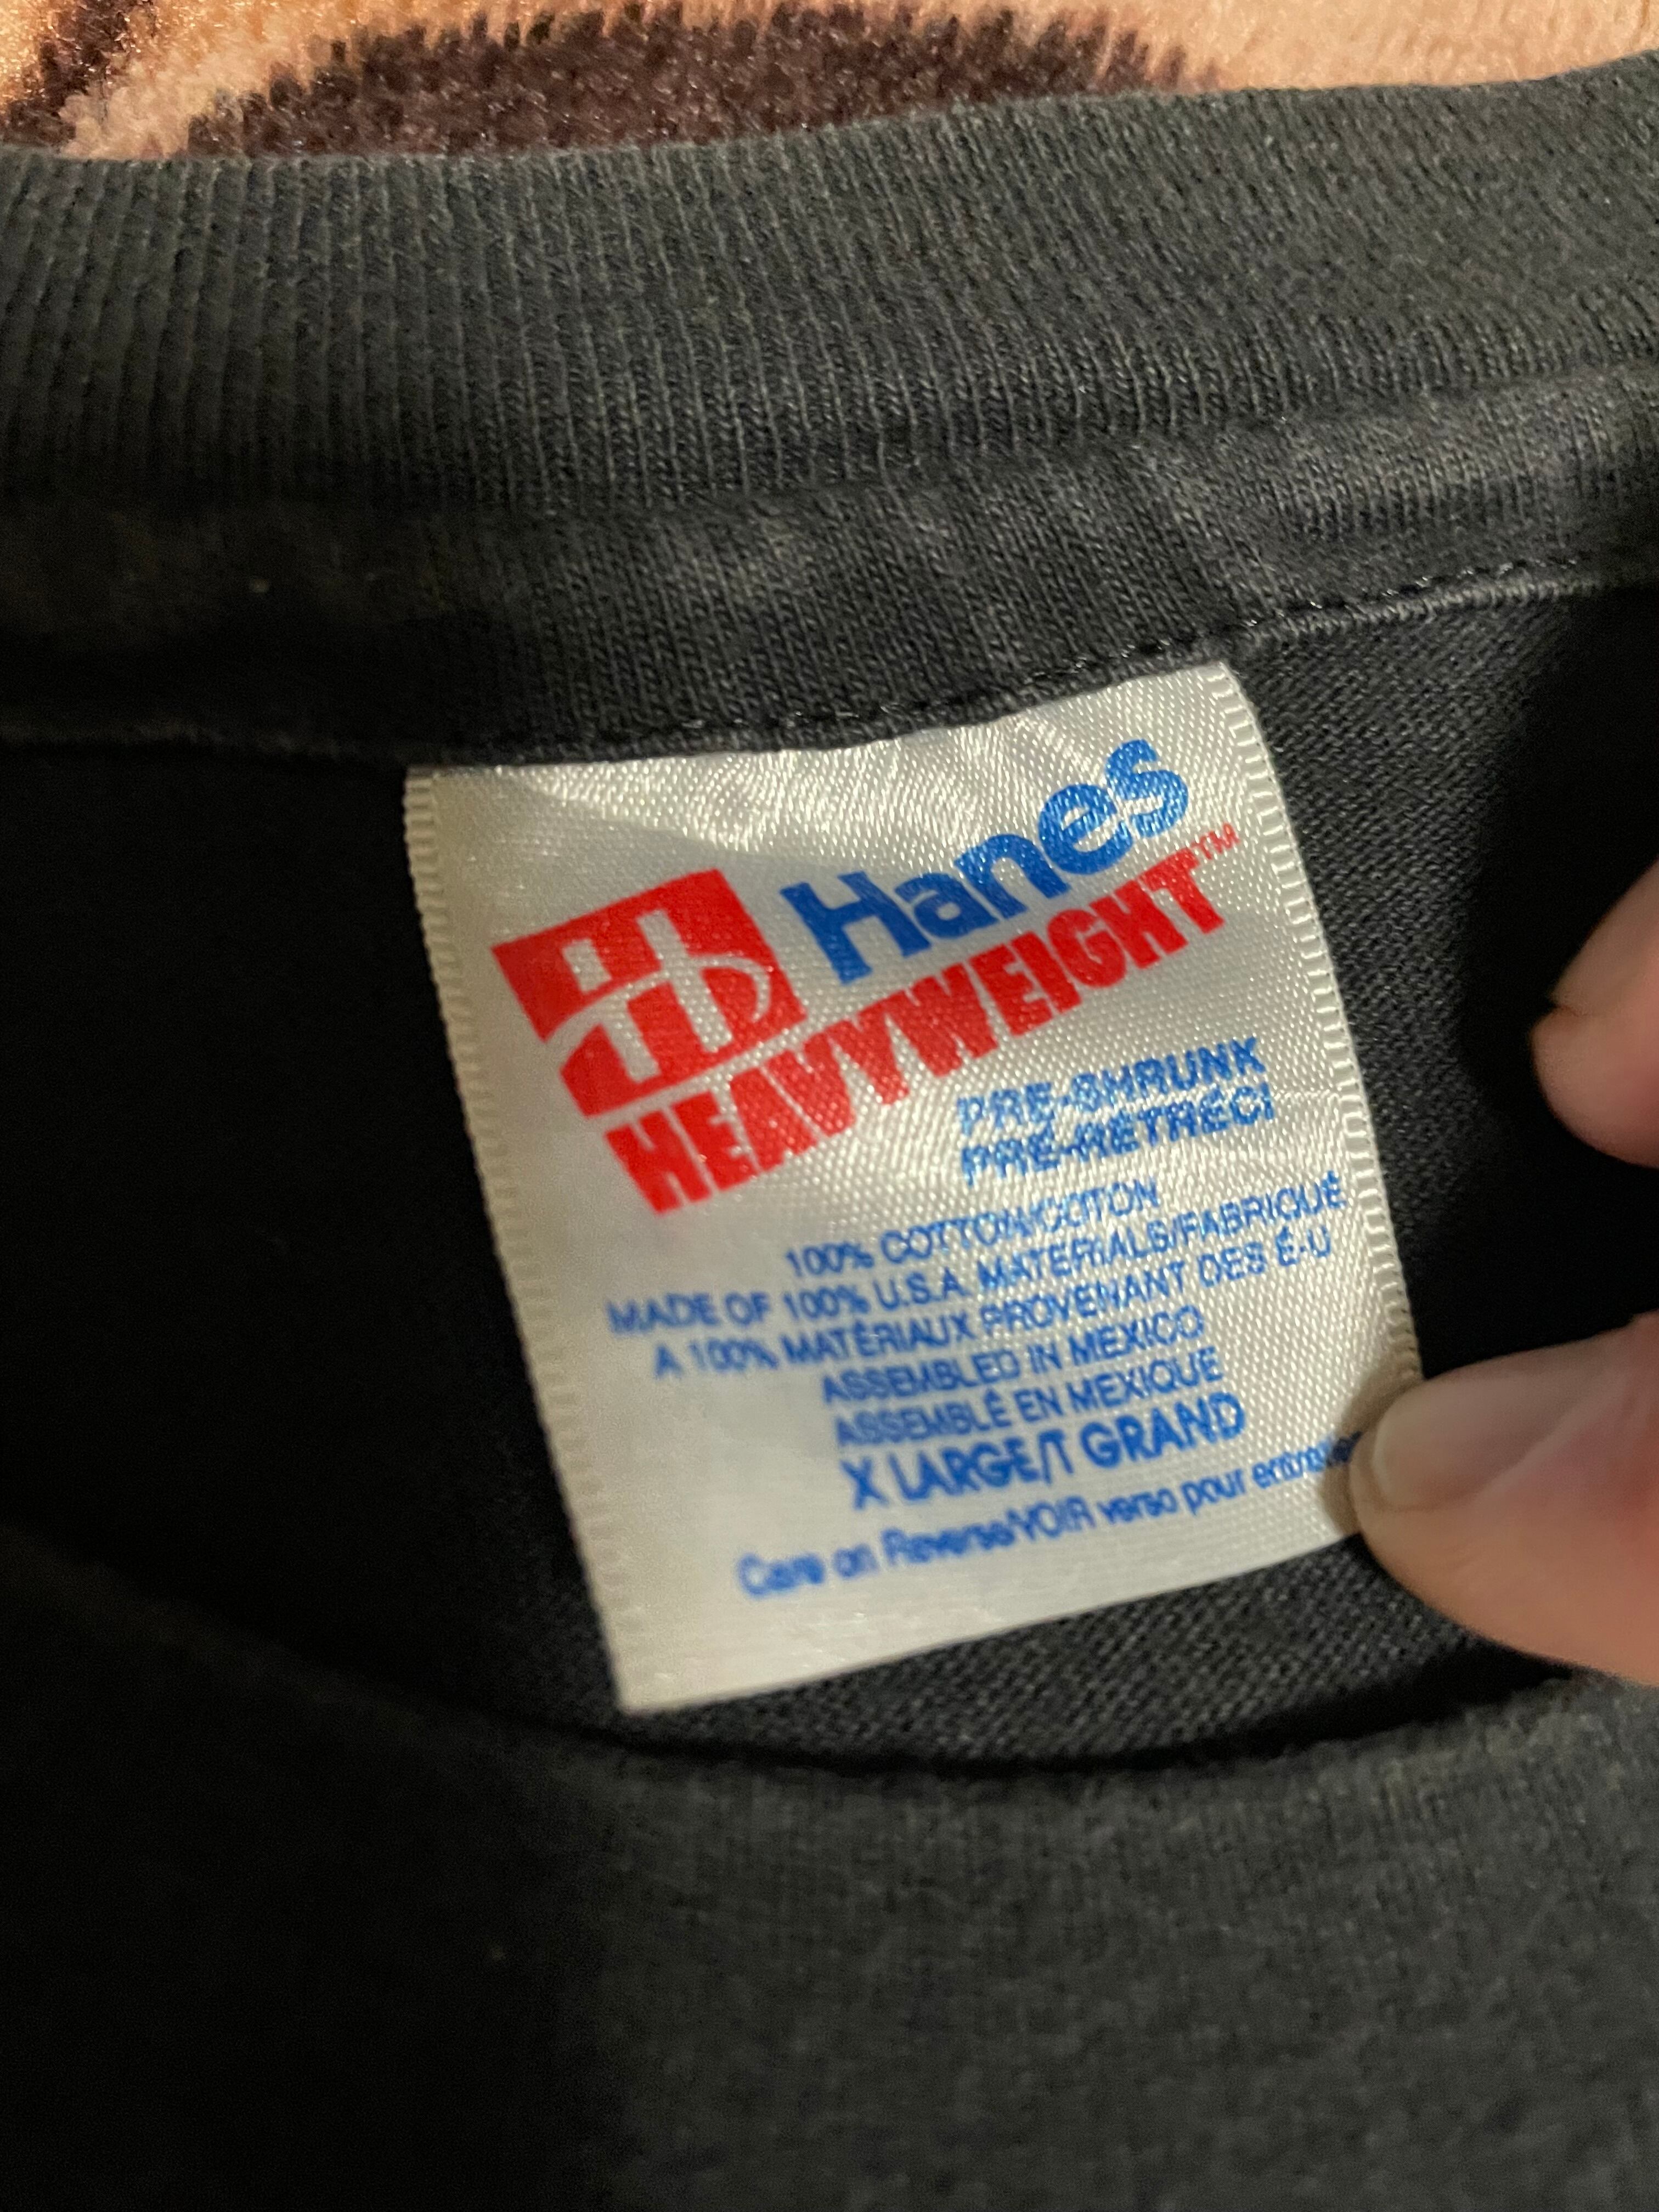 Hanes
HEAVYWEIGHT™
PRE-SHRUNK
PRÉ-RÉTRÉCI
100% COTTON/COTON
MADE OF 100% U.S.A. MATERIALS/FABRIQUÉ
A 100% MATÉRIAUX PROVENANT DES É-U
ASSEMBLED IN MEXICO
ASSEMBLÉ EN MEXIQUE
X LARGE/T GRAND
Care on Reverse/VOIR verso pour